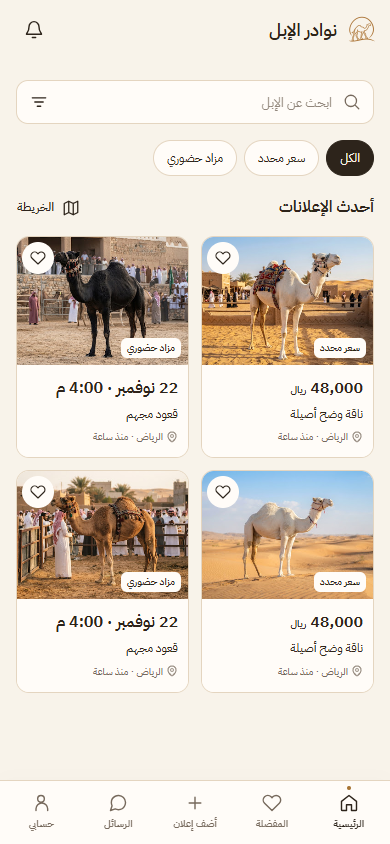 نوادر الإبل
ابحث عن الإبل
الكل
سعر محدد
مزاد حضوري
أحدث الإعلانات
الخريطة
سعر محدد
48,000 ريال
ناقة وضح أصيلة
الرياض · منذ ساعة
مزاد حضوري
22 نوفمبر · 4:00 م
قعود مجهم
الرياض · منذ ساعة
سعر محدد
48,000 ريال
ناقة وضح أصيلة
الرياض · منذ ساعة
مزاد حضوري
22 نوفمبر · 4:00 م
قعود مجهم
الرياض · منذ ساعة
الرئيسية
المفضلة
أضف إعلان
الرسائل
حسابي